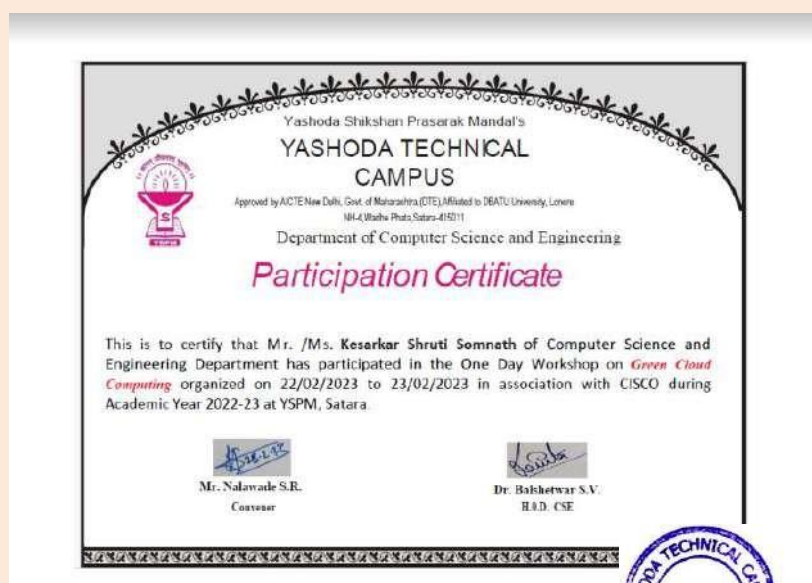 Yashoda Shikshan Prasarak Mandal's
YASHODA TECHNICAL
CAMPUS
Approved by AICTE New Delhi, Govt. of Maharashtra (DTE),Affiliated to DBATU University, Lonere
NH-4,Wadhe Phata,Satara-415011
Department of Computer Science and Engineering
S
YSPM
Participation Certificate
This is to certify that Mr. /Ms. Kesarkar Shruti Somnath of Computer Science and
Engineering Department has participated in the One Day Workshop on Green Cloud
Computing organized on 22/02/2023 to 23/02/2023 in association with CISCO during
Academic Year 2022-23 at YSPM, Satara
Mr. Nalawade S.R.
Convener
Dr. Balshetwar S.V.
H.O.D. CSE
TECHNICAL